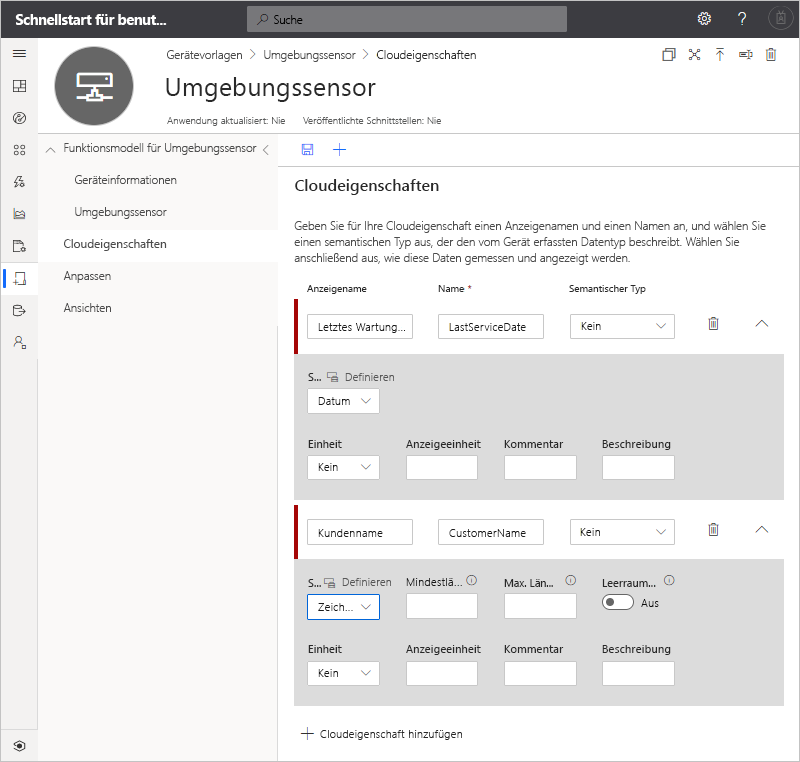 Schnellstart für benut...
Suche
Gerätevorlagen > Umgebungssensor > Cloudeigenschaften
Umgebungssensor
Anwendung aktualisiert: Nie Veröffentlichte Schnittstellen: Nie
Funktionsmodell für Umgebungssensor
Geräteinformationen
Umgebungssensor
Cloudeigenschaften
Anpassen
Ansichten
Cloudeigenschaften
Geben Sie für Ihre Cloudeigenschaft einen Anzeigenamen und einen Namen an, und wählen Sie
einen semantischen Typ aus, der den vom Gerät erfassten Datentyp beschreibt. Wählen Sie
anschließend aus, wie diese Daten gemessen und angezeigt werden.
Anzeigename Name * Semantischer Typ
Letztes Wartung... LastServiceDate Kein
S... Definieren
Datum
Einheit Anzeigeeinheit Kommentar Beschreibung
Kein
Kundenname CustomerName Kein
S... Definieren Mindestlä... Max. Län... Leerraum...
Zeich... Aus
Einheit Anzeigeeinheit Kommentar Beschreibung
Kein
Cloudeigenschaft hinzufügen